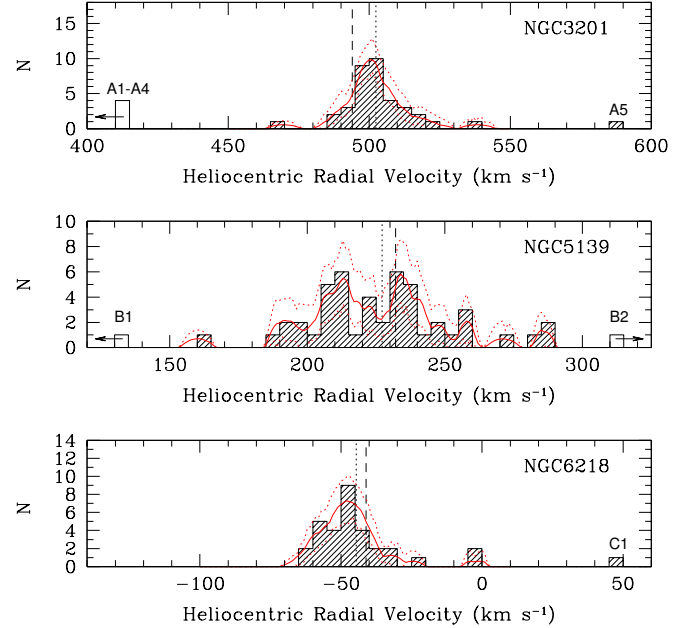 NGC3201
N
15
10
5
0
A1-A4
A5
400
450
500
550
600
Heliocentric Radial Velocity (km s⁻¹)
NGC5139
N
10
8
6
4
2
0
B1
B2
150
200
250
300
Heliocentric Radial Velocity (km s⁻¹)
NGC6218
N
14
12
10
8
6
4
2
0
C1
−100
−50
0
50
Heliocentric Radial Velocity (km s⁻¹)